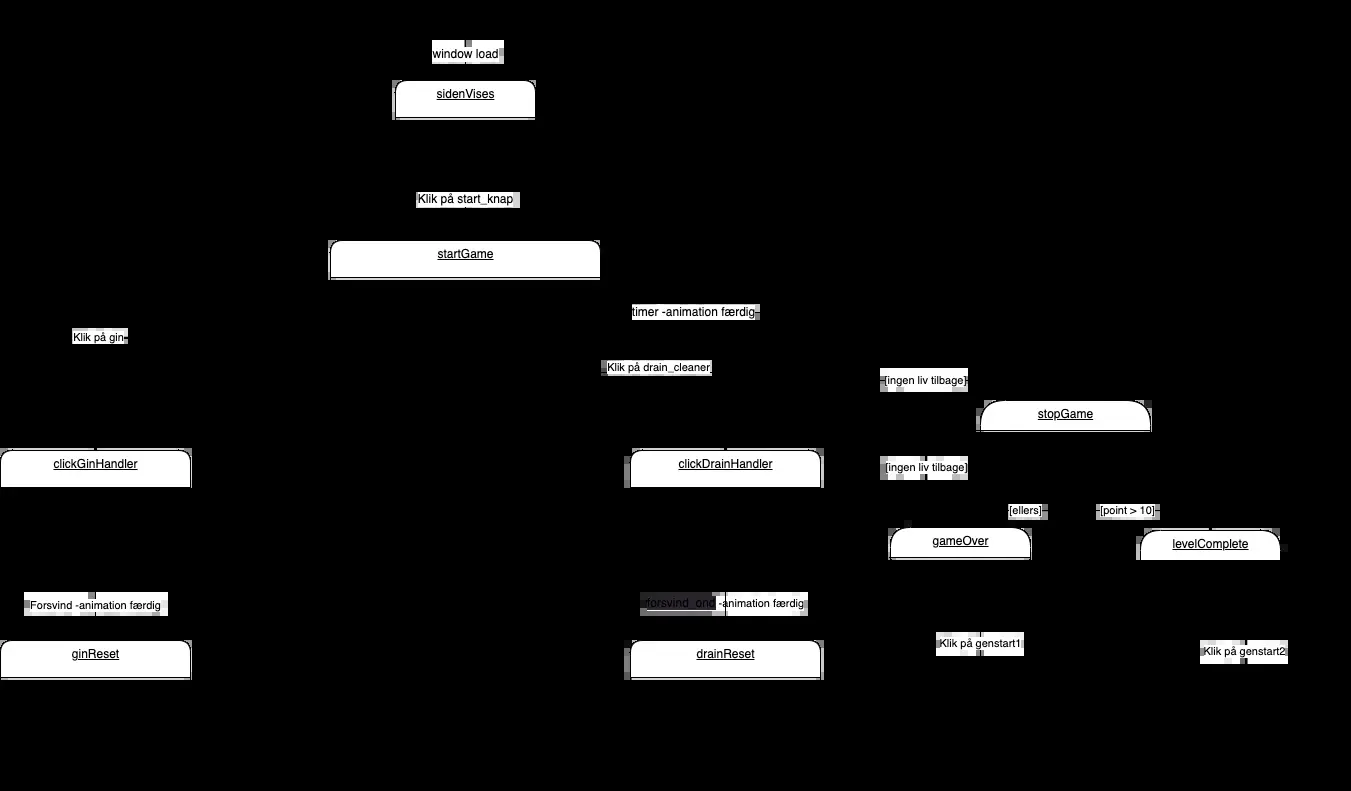 window load
sidenVises
Klik på start_knap
startGame
timer -animation færdig
Klik på gin
Klik på drain_cleaner
[ingen liv tilbage]
stopGame
clickGinHandler
clickDrainHandler
[ingen liv tilbage]
[ellers]
[point > 10]
gameOver
levelComplete
Forsvind -animation færdig
forsvind_ond -animation færdig
Klik på genstart1
Klik på genstart2
ginReset
drainReset